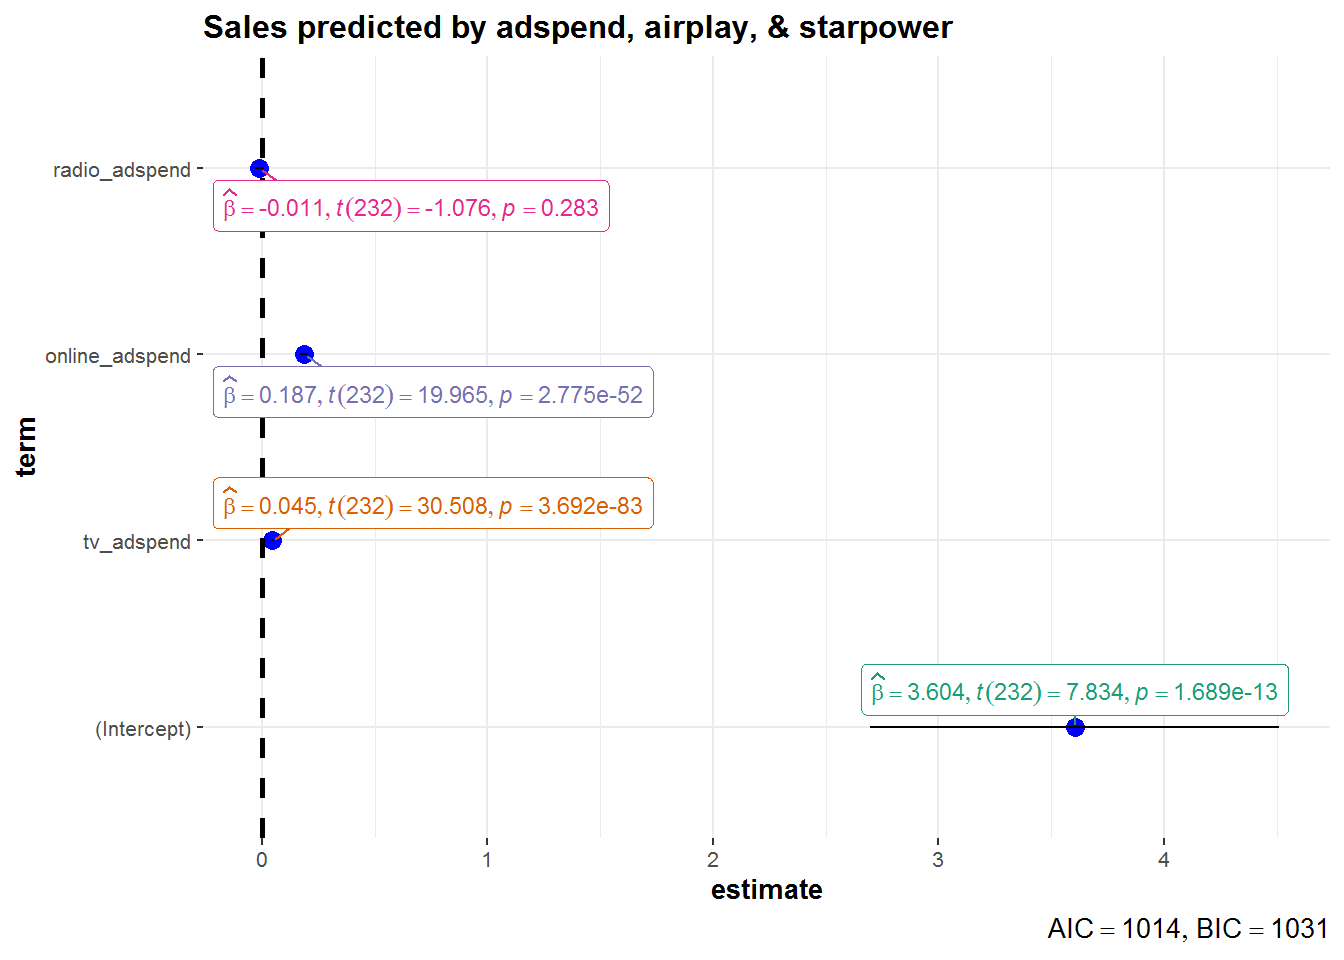 Sales predicted by adspend, airplay, & starpower
radio_adspend
β̂ = -0.011, t(232) = -1.076, p = 0.283
online_adspend
β̂ = 0.187, t(232) = 19.965, p = 2.775e-52
term
β̂ = 0.045, t(232) = 30.508, p = 3.692e-83
tv_adspend
β̂ = 3.604, t(232) = 7.834, p = 1.689e-13
(Intercept)
0 1 2 3 4
estimate
AIC = 1014, BIC = 1031